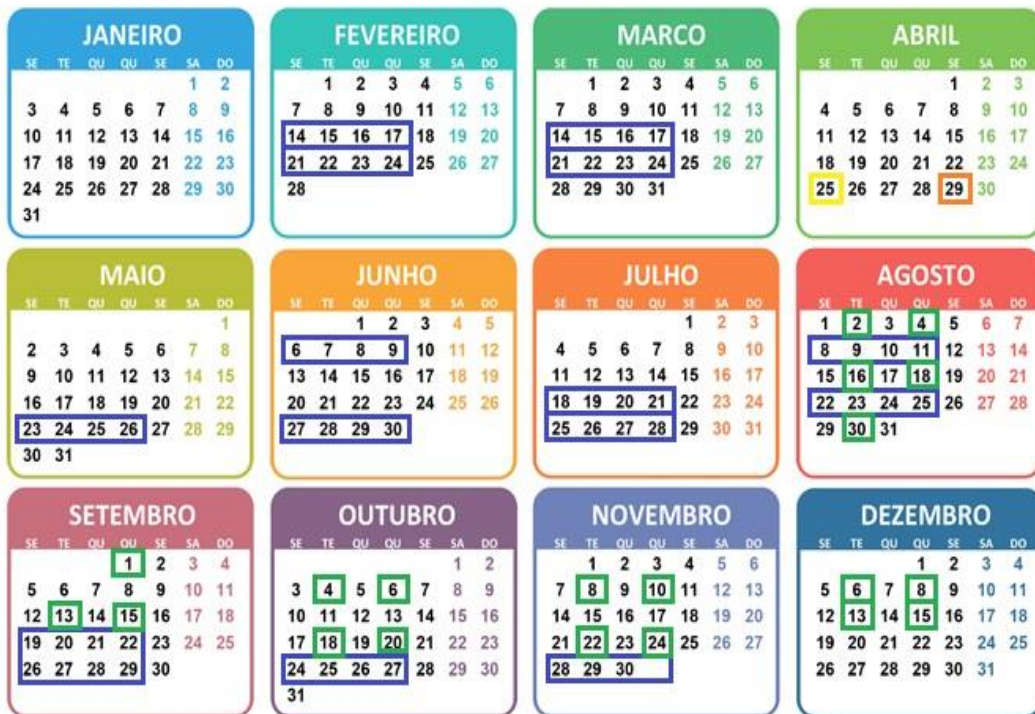 JANEIRO
SE TE QU QU SE SA DO
1 2
3 4 5 6 7 8 9
10 11 12 13 14 15 16
17 18 19 20 21 22 23
24 25 26 27 28 29 30
31
FEVEREIRO
SE TE QU QU SE SA DO
1 2 3 4 5 6
7 8 9 10 11 12 13
14 15 16 17 18 19 20
21 22 23 24 25 26 27
28
MARCO
SE TE QU QU SE SA DO
1 2 3 4 5 6
7 8 9 10 11 12 13
14 15 16 17 18 19 20
21 22 23 24 25 26 27
28 29 30 31
ABRIL
SE TE QU QU SE SA DO
1 2 3
4 5 6 7 8 9 10
11 12 13 14 15 16 17
18 19 20 21 22 23 24
25 26 27 28 29 30
MAIO
SE TE QU QU SE SA DO
1
2 3 4 5 6 7 8
9 10 11 12 13 14 15
16 17 18 19 20 21 22
23 24 25 26 27 28 29
30 31
JUNHO
SE TE QU QU SE SA DO
1 2 3 4 5
6 7 8 9 10 11 12
13 14 15 16 17 18 19
20 21 22 23 24 25 26
27 28 29 30
JULHO
SE TE QU QU SE SA DO
1 2 3
4 5 6 7 8 9 10
11 12 13 14 15 16 17
18 19 20 21 22 23 24
25 26 27 28 29 30 31
AGOSTO
SE TE QU QU SE SA DO
1 2 3 4 5 6 7
8 9 10 11 12 13 14
15 16 17 18 19 20 21
22 23 24 25 26 27 28
29 30 31
SETEMBRO
SE TE QU QU SE SA DO
1 2 3 4
5 6 7 8 9 10 11
12 13 14 15 16 17 18
19 20 21 22 23 24 25
26 27 28 29 30
OUTUBRO
SE TE QU QU SE SA DO
1 2
3 4 5 6 7 8 9
10 11 12 13 14 15 16
17 18 19 20 21 22 23
24 25 26 27 28 29 30
31
NOVEMBRO
SE TE QU QU SE SA DO
1 2 3 4 5 6
7 8 9 10 11 12 13
14 15 16 17 18 19 20
21 22 23 24 25 26 27
28 29 30
DEZEMBRO
SE TE QU QU SE SA DO
1 2 3 4
5 6 7 8 9 10 11
12 13 14 15 16 17 18
19 20 21 22 23 24 25
26 27 28 29 30 31